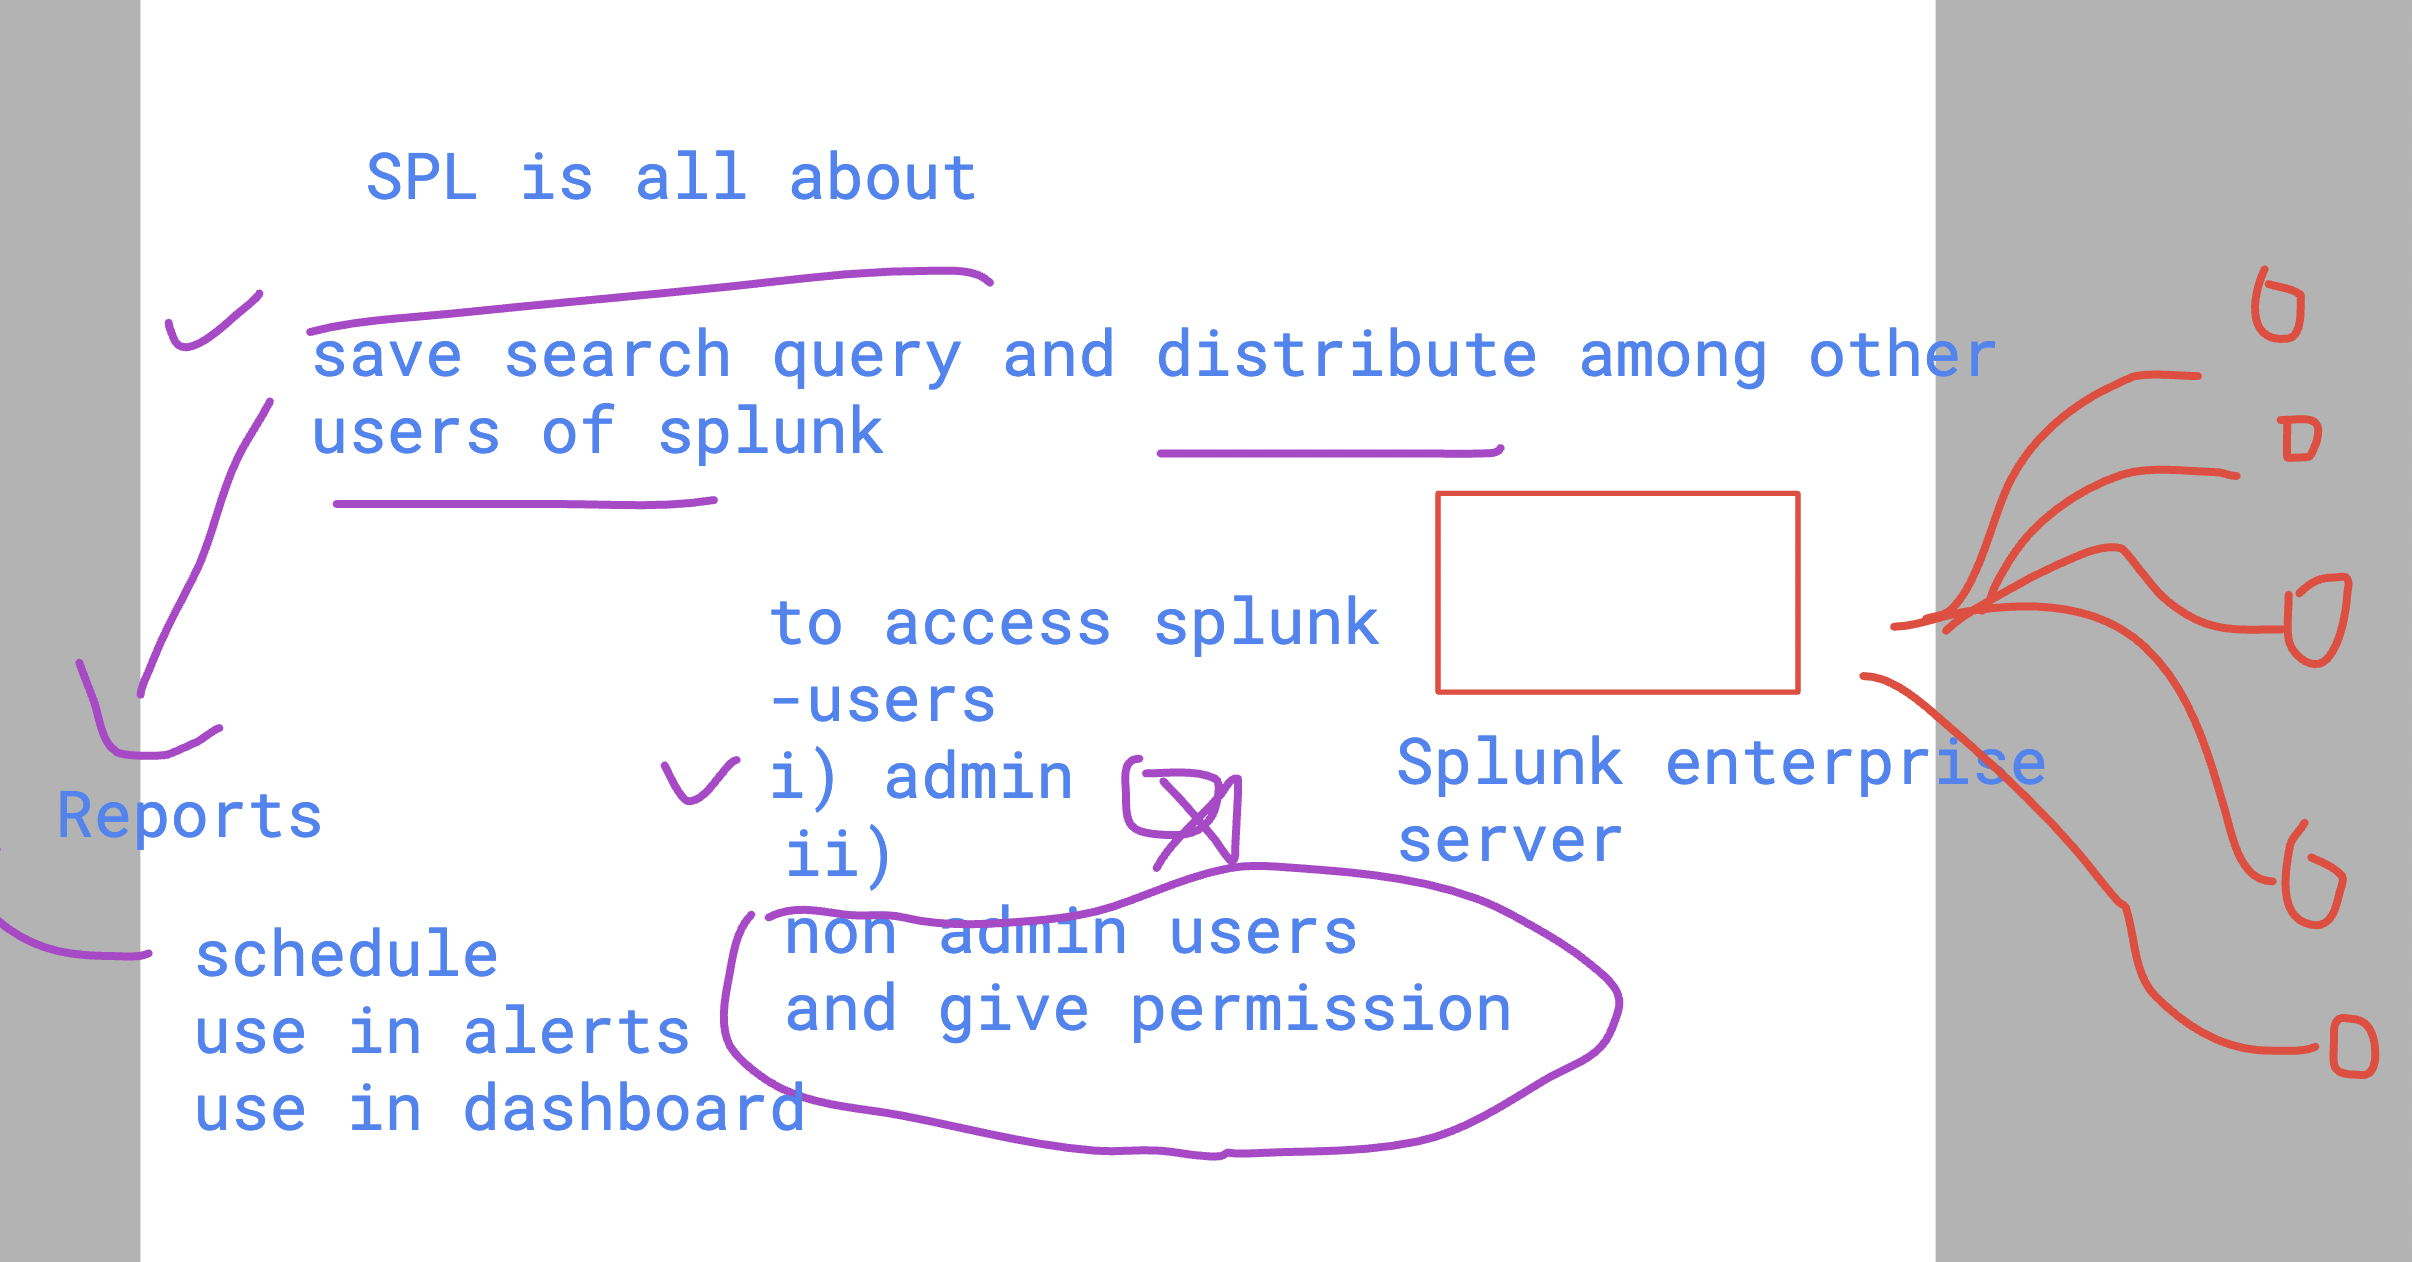 SPL is all about
save search query and distribute among other
users of splunk
to access splunk
-users
i) admin
ii)
non admin users
and give permission
Splunk enterprise
server
Reports
schedule
use in alerts
use in dashboard